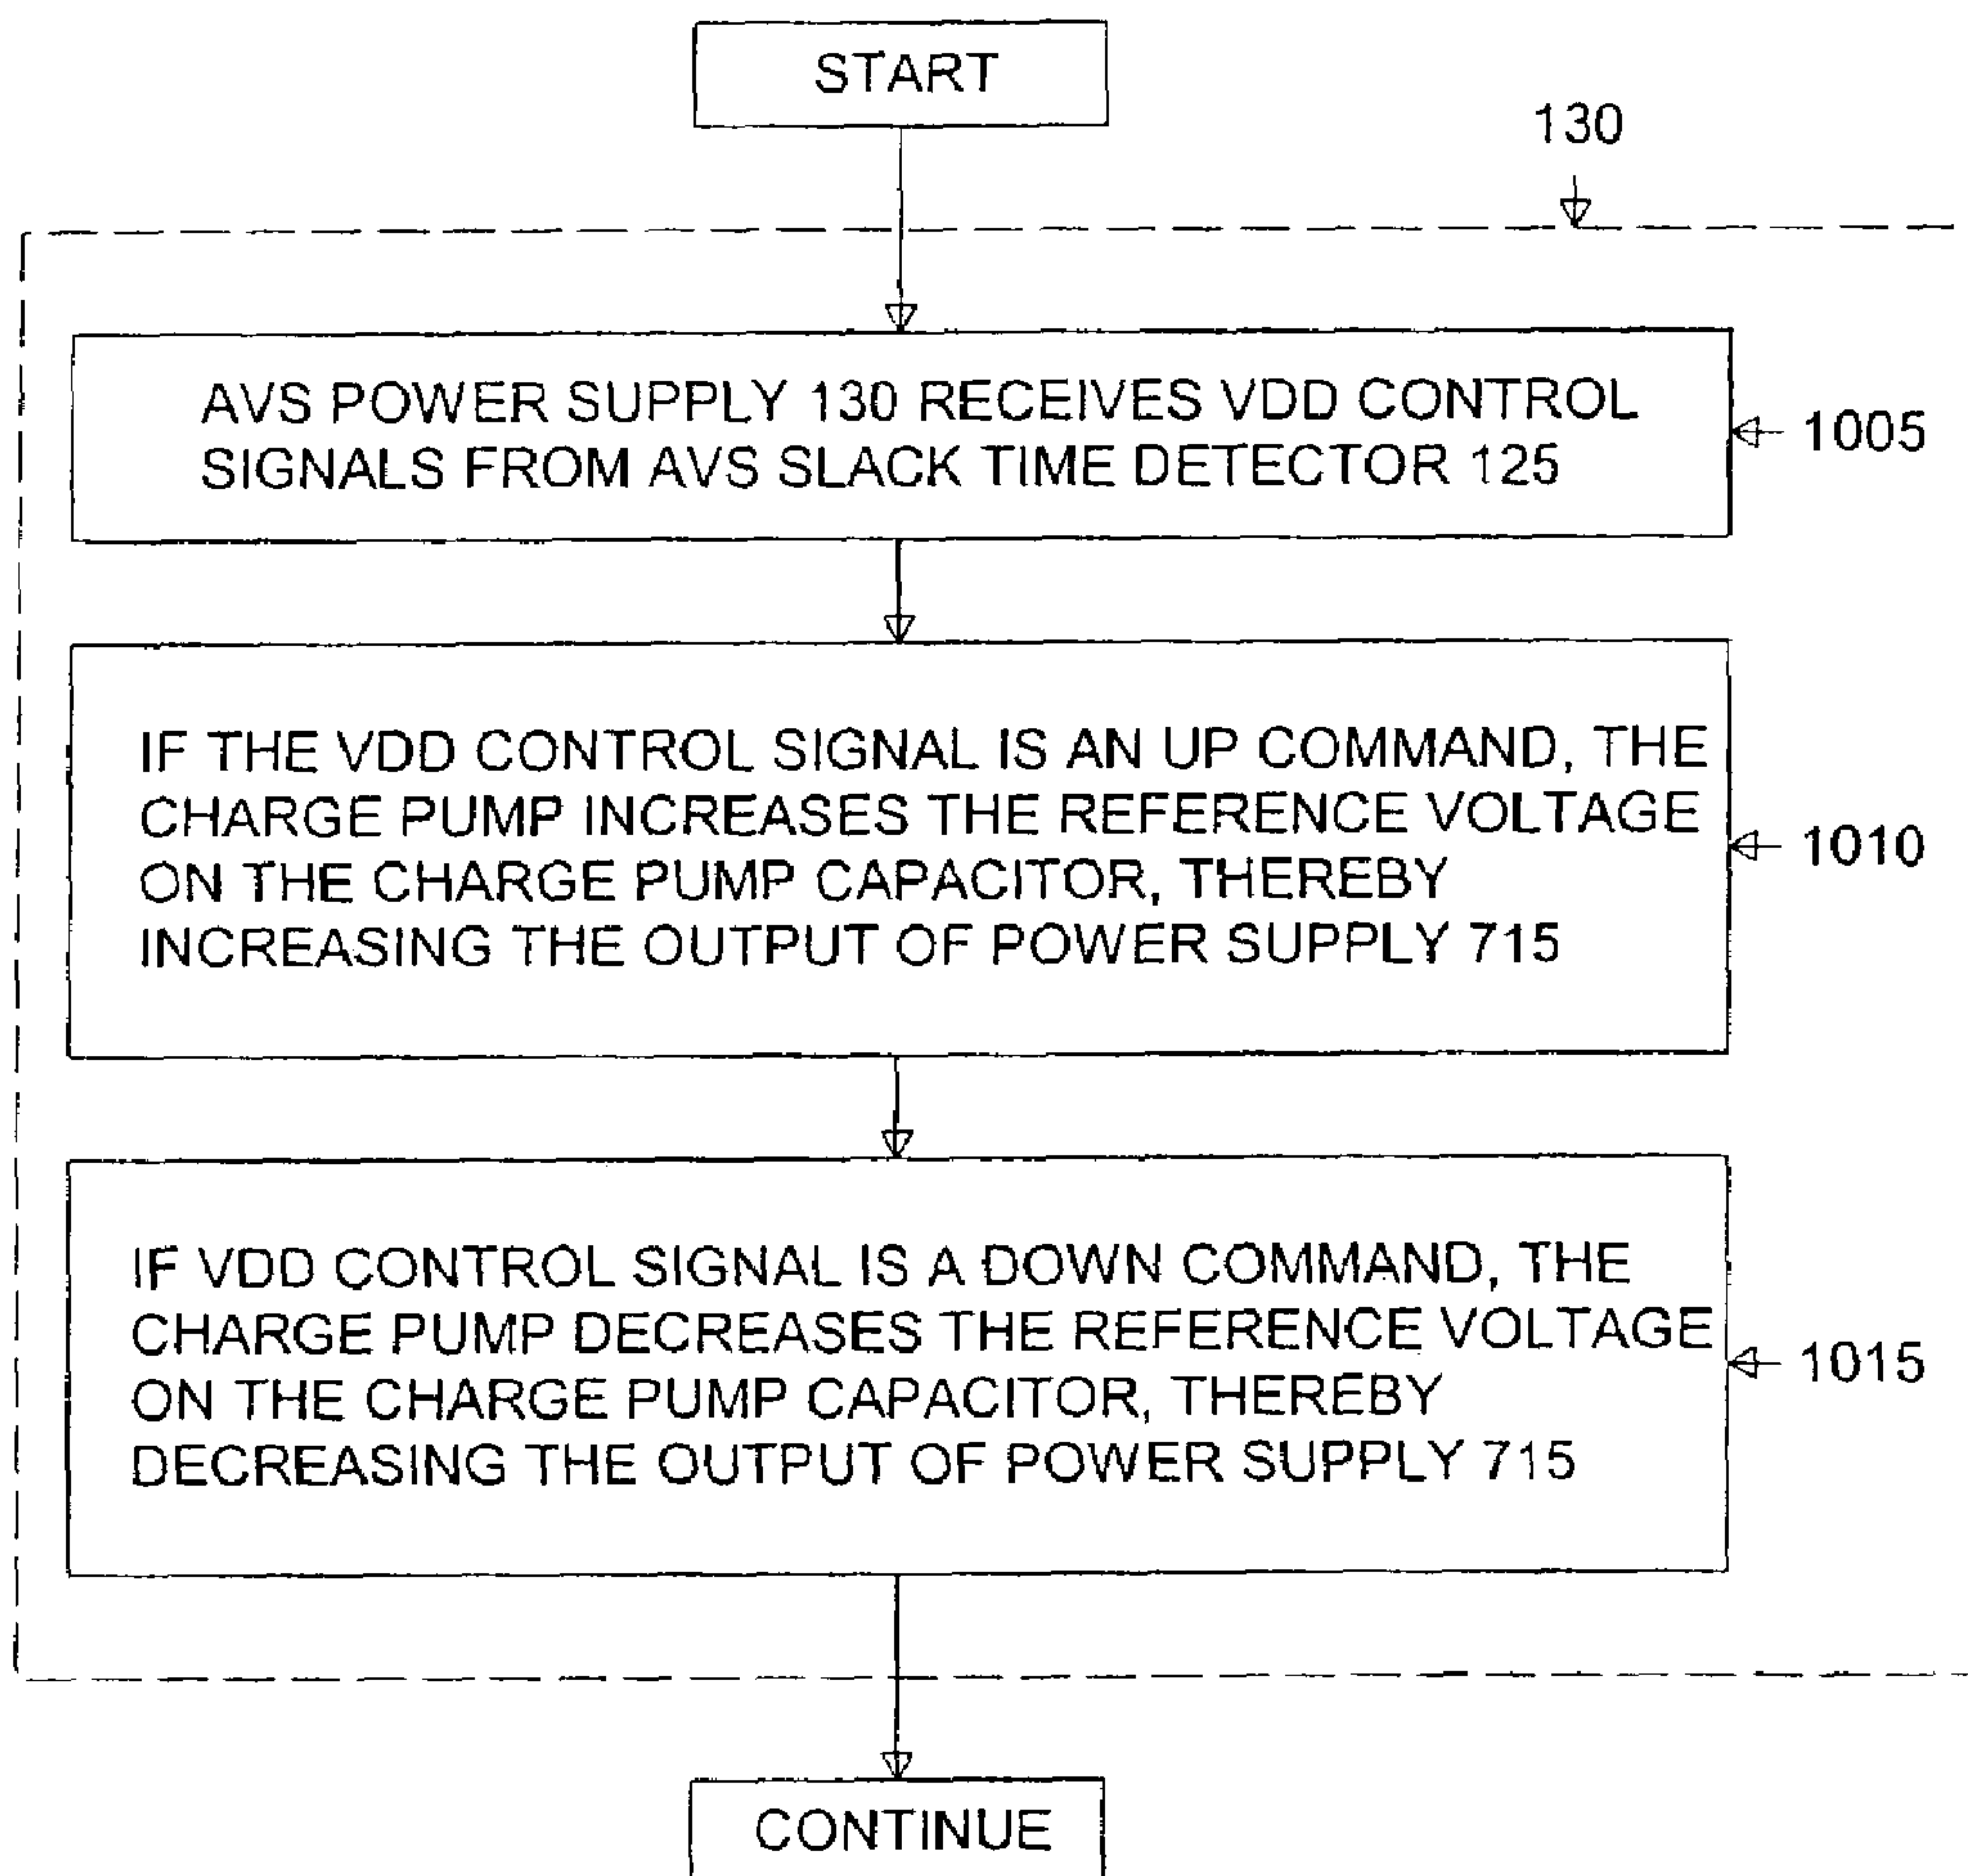 START
130
AVS POWER SUPPLY 130 RECEIVES VDD CONTROL
SIGNALS FROM AVS SLACK TIME DETECTOR 125
1005
IF THE VDD CONTROL SIGNAL IS AN UP COMMAND, THE
CHARGE PUMP INCREASES THE REFERENCE VOLTAGE
ON THE CHARGE PUMP CAPACITOR, THEREBY
INCREASING THE OUTPUT OF POWER SUPPLY 715
1010
IF VDD CONTROL SIGNAL IS A DOWN COMMAND, THE
CHARGE PUMP DECREASES THE REFERENCE VOLTAGE
ON THE CHARGE PUMP CAPACITOR, THEREBY
DECREASING THE OUTPUT OF POWER SUPPLY 715
1015
CONTINUE